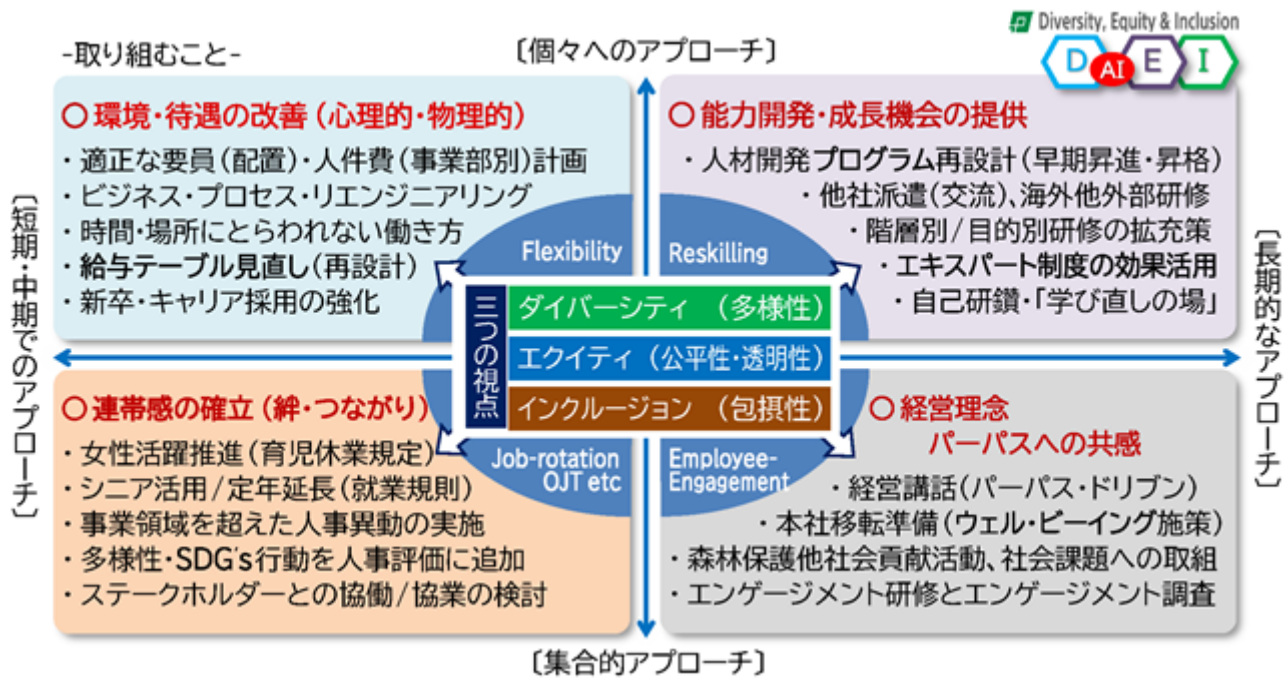 Diversity, Equity & Inclusion
D AI E I
-取り組むこと-
〔個々へのアプローチ〕
〔短期・中期でのアプローチ〕
○ 環境・待遇の改善(心理的・物理的)
・適正な要員(配置)・人件費(事業部別)計画
・ビジネス・プロセス・リエンジニアリング
・時間・場所にとらわれない働き方
・給与テーブル見直し(再設計)
・新卒・キャリア採用の強化
○ 能力開発・成長機会の提供
・人材開発プログラム再設計(早期昇進・昇格)
・他社派遣(交流)、海外他外部研修
・階層別/目的別研修の拡充策
・エキスパート制度の効果活用
・自己研鑽・「学び直しの場」
〔長期的なアプローチ〕
Flexibility
Reskilling
三つの視点
ダイバーシティ (多様性)
エクイティ (公平性・透明性)
インクルージョン (包摂性)
Job-rotation
OJT etc
Employee-
Engagement
○ 連帯感の確立(絆・つながり)
・女性活躍推進(育児休業規定)
・シニア活用/定年延長(就業規則)
・事業領域を超えた人事異動の実施
・多様性・SDG's行動を人事評価に追加
・ステークホルダーとの協働/協業の検討
○ 経営理念
パーパスへの共感
・経営講話(パーパス・ドリブン)
・本社移転準備(ウェル・ビーイング施策)
・森林保護他社会貢献活動、社会課題への取組
・エンゲージメント研修とエンゲージメント調査
〔集合的アプローチ〕